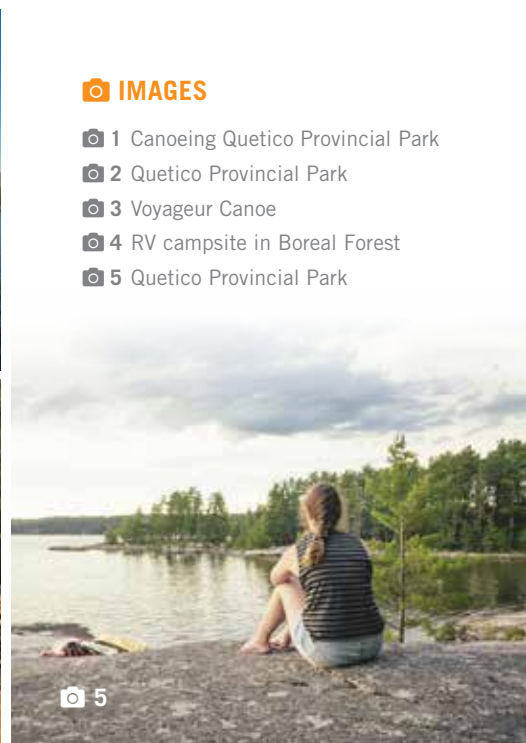 IMAGES
1 Canoeing Quetico Provincial Park
2 Quetico Provincial Park
3 Voyageur Canoe
4 RV campsite in Boreal Forest
5 Quetico Provincial Park
5